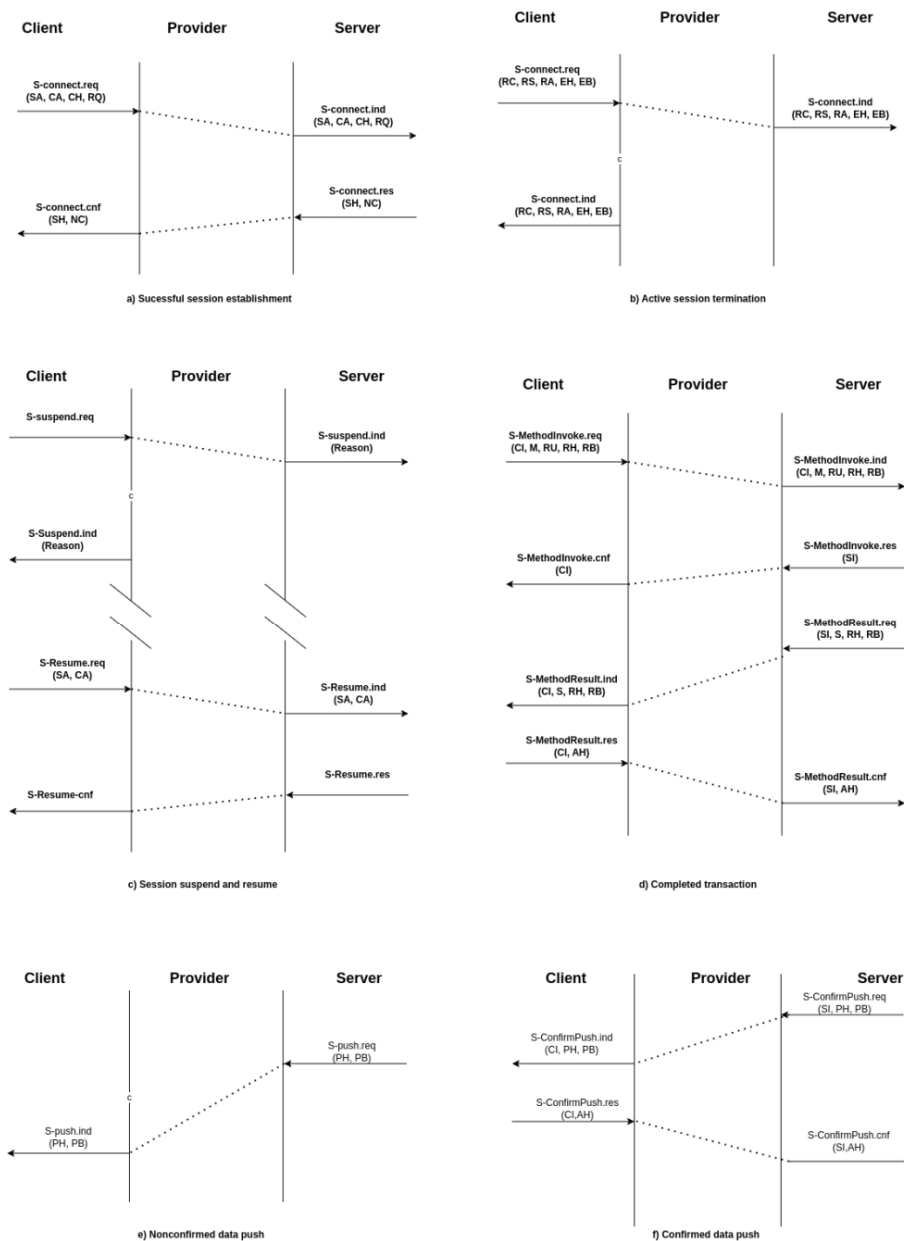 Client Provider Server
S-connect.req
(SA, CA, CH, RQ)
S-connect.ind
(SA, CA, CH, RQ)
S-connect.res
(SH, NC)
S-connect.cnf
(SH, NC)
a) Sucessful session establishment
Client Provider Server
S-connect.req
(RC, RS, RA, EH, EB)
S-connect.ind
(RC, RS, RA, EH, EB)
c
S-connect.ind
(RC, RS, RA, EH, EB)
b) Active session termination
Client Provider Server
S-suspend.req
S-suspend.ind
(Reason)
c
S-Suspend.ind
(Reason)
S-Resume.req
(SA, CA)
S-Resume.ind
(SA, CA)
S-Resume.res
S-Resume-cnf
c) Session suspend and resume
Client Provider Server
S-MethodInvoke.req
(CI, M, RU, RH, RB)
S-MethodInvoke.ind
(CI, M, RU, RH, RB)
S-MethodInvoke.res
(SI)
S-MethodInvoke.cnf
(CI)
S-MethodResult.req
(SI, S, RH, RB)
S-MethodResult.ind
(CI, S, RH, RB)
S-MethodResult.res
(CI, AH)
S-MethodResult.cnf
(SI, AH)
d) Completed transaction
Client Provider Server
S-push.req
(PH, PB)
c
S-push.ind
(PH, PB)
e) Nonconfirmed data push
Client Provider Server
S-ConfirmPush.req
(SI, PH, PB)
S-ConfirmPush.ind
(CI, PH, PB)
S-ConfirmPush.res
(CI,AH)
S-ConfirmPush.cnf
(SI,AH)
f) Confirmed data push